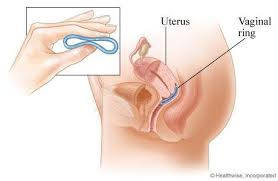 Uterus
Vaginal
ring
© Healthwise, Incorporated